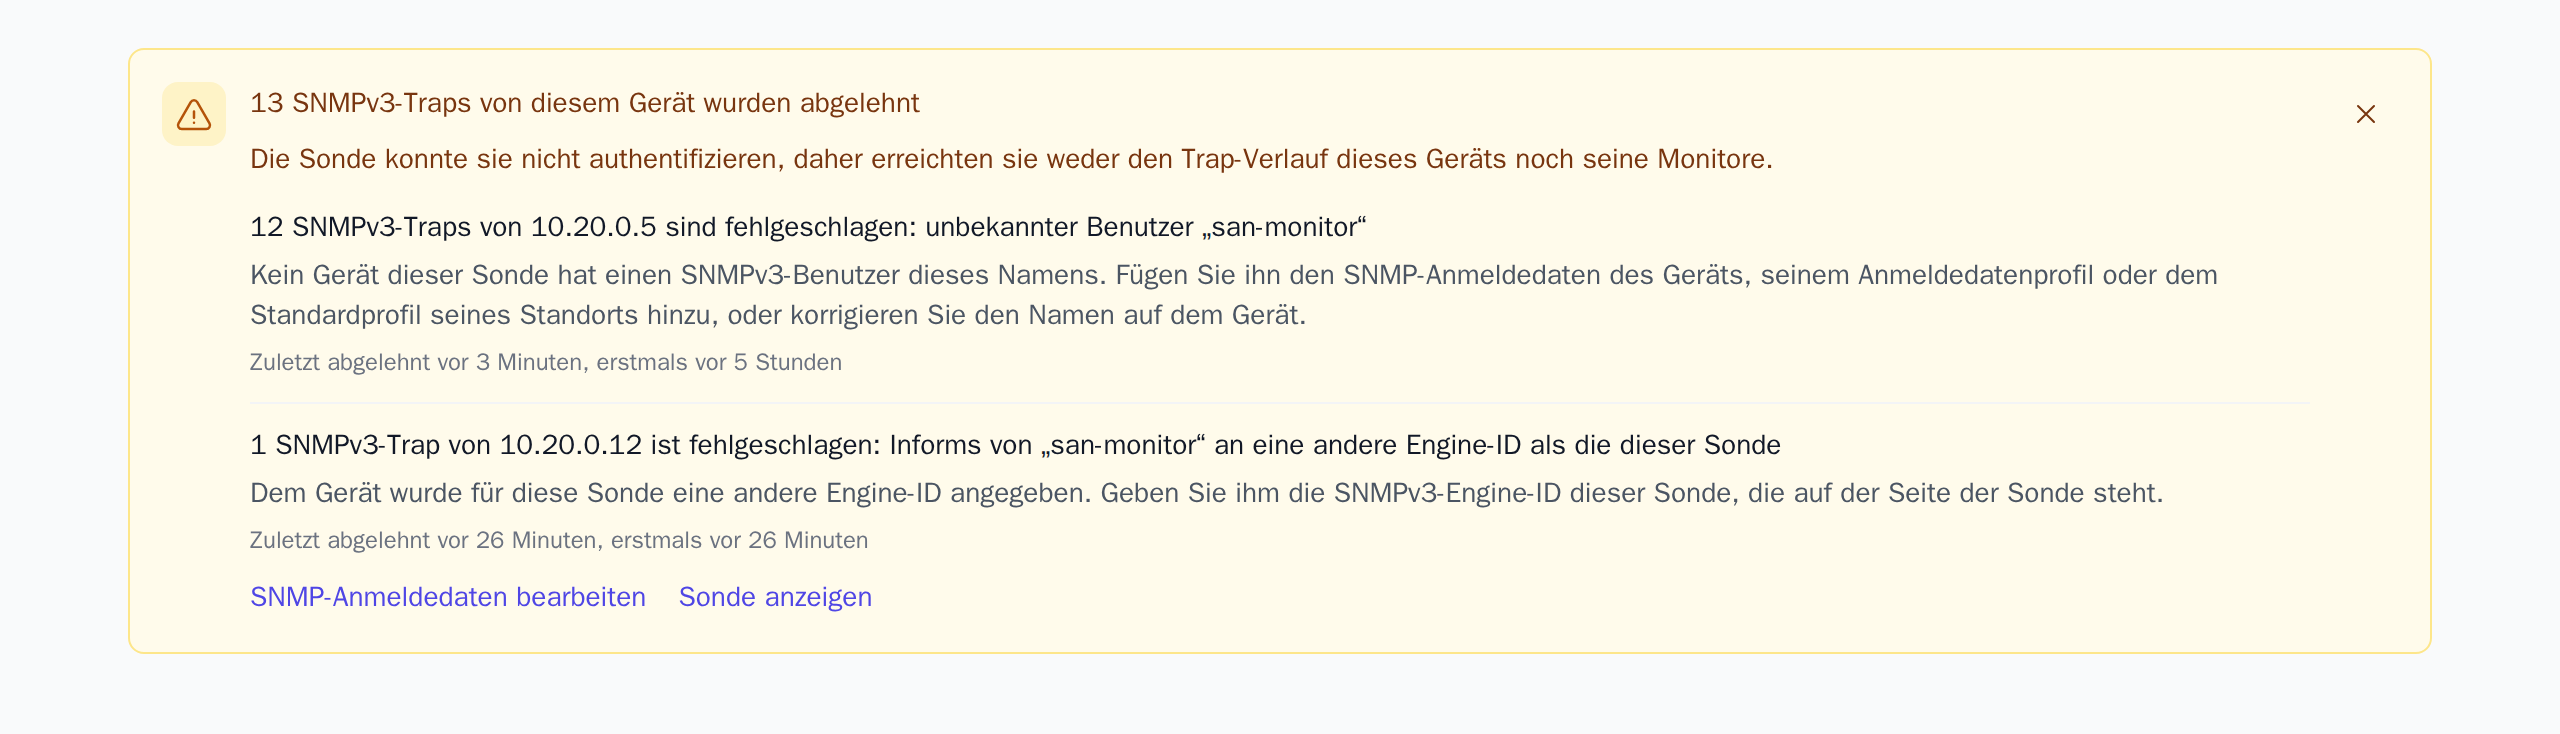 13 SNMPv3-Traps von diesem Gerät wurden abgelehnt
Die Sonde konnte sie nicht authentifizieren, daher erreichten sie weder den Trap-Verlauf dieses Geräts noch seine Monitore.
12 SNMPv3-Traps von 10.20.0.5 sind fehlgeschlagen: unbekannter Benutzer „san-monitor“
Kein Gerät dieser Sonde hat einen SNMPv3-Benutzer dieses Namens. Fügen Sie ihn den SNMP-Anmeldedaten des Geräts, seinem Anmeldedatenprofil oder dem
Standardprofil seines Standorts hinzu, oder korrigieren Sie den Namen auf dem Gerät.
Zuletzt abgelehnt vor 3 Minuten, erstmals vor 5 Stunden
1 SNMPv3-Trap von 10.20.0.12 ist fehlgeschlagen: Informs von „san-monitor“ an eine andere Engine-ID als die dieser Sonde
Dem Gerät wurde für diese Sonde eine andere Engine-ID angegeben. Geben Sie ihm die SNMPv3-Engine-ID dieser Sonde, die auf der Seite der Sonde steht.
Zuletzt abgelehnt vor 26 Minuten, erstmals vor 26 Minuten
SNMP-Anmeldedaten bearbeiten Sonde anzeigen